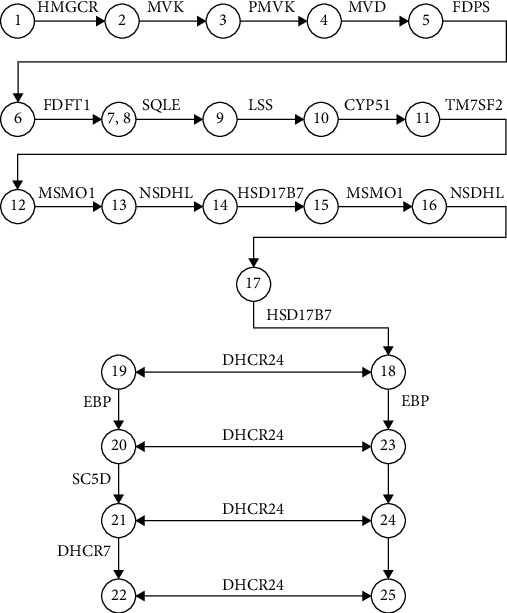 HMGCR MVK PMVK MVD FDPS
1 2 3 4 5
FDFT1 SQLE LSS CYP51 TM7SF2
6 7, 8 9 10 11
MSMO1 NSDHL HSD17B7 MSMO1 NSDHL
12 13 14 15 16
17
HSD17B7
DHCR24
19 18
EBP EBP
DHCR24
20 23
SC5D
DHCR24
21 24
DHCR7
DHCR24
22 25